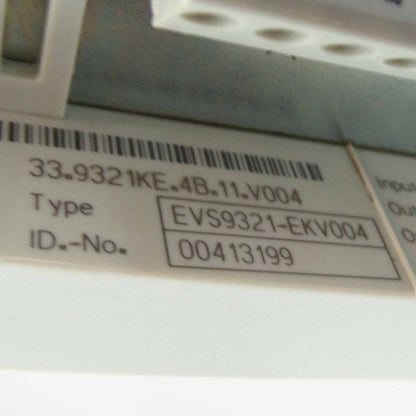 33.9321KE.4B.11.V004
Type EVS9321-EKV004
ID.-No. 00413199